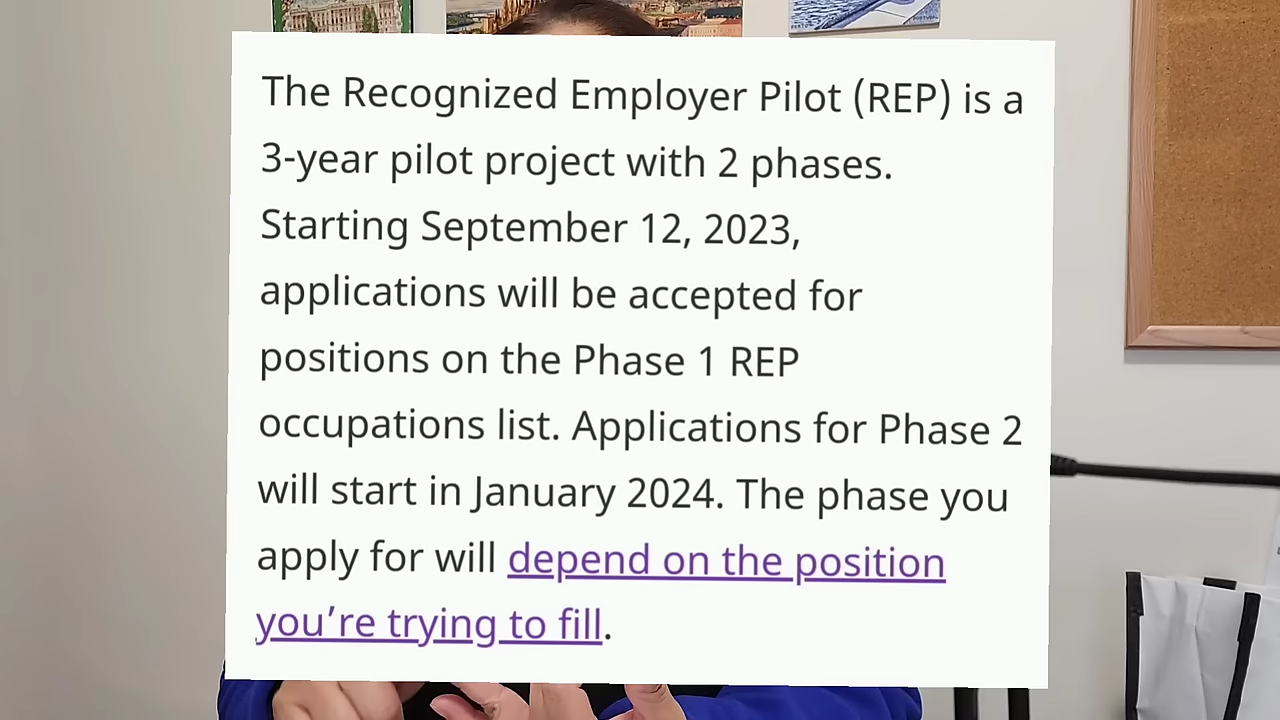 The Recognized Employer Pilot (REP) is a
3-year pilot project with 2 phases.
Starting September 12, 2023,
applications will be accepted for
positions on the Phase 1 REP
occupations list. Applications for Phase 2
will start in January 2024. The phase you
apply for will depend on the position
you're trying to fill.